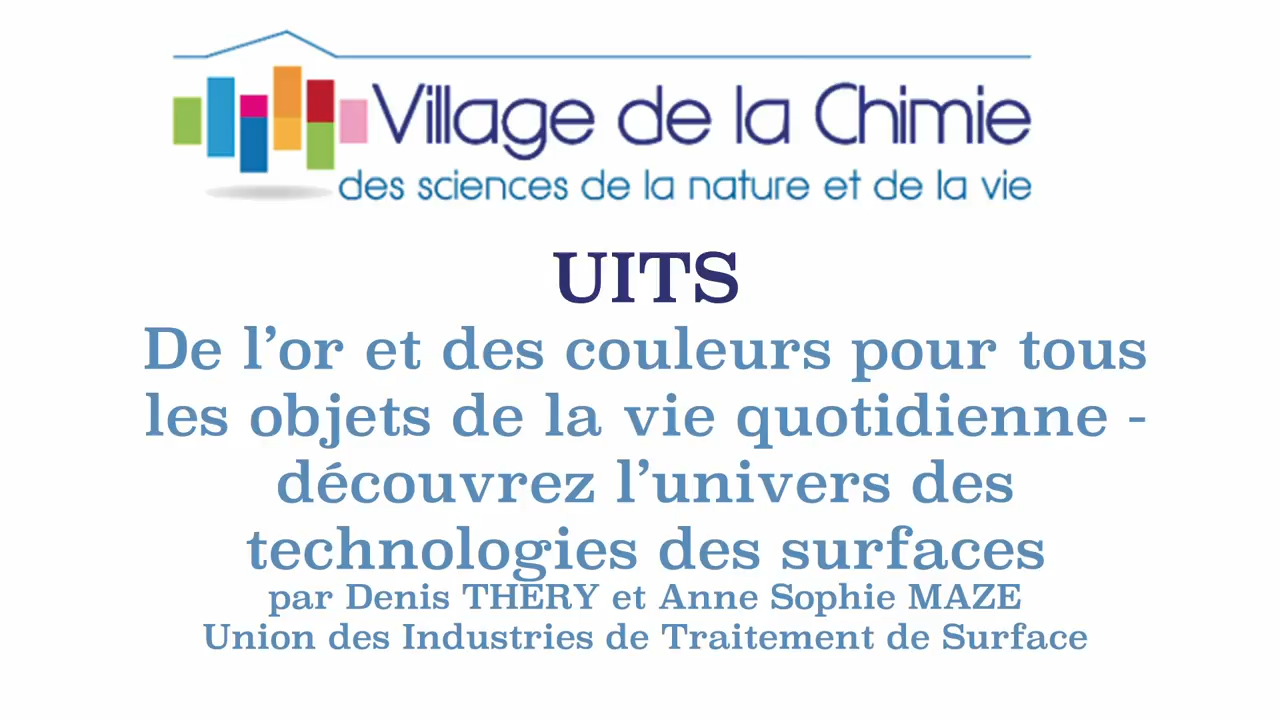 Village de la Chimie
des sciences de la nature et de la vie
UITS
De l’or et des couleurs pour tous
les objets de la vie quotidienne -
découvrez l’univers des
technologies des surfaces
par Denis THERY et Anne Sophie MAZE
Union des Industries de Traitement de Surface